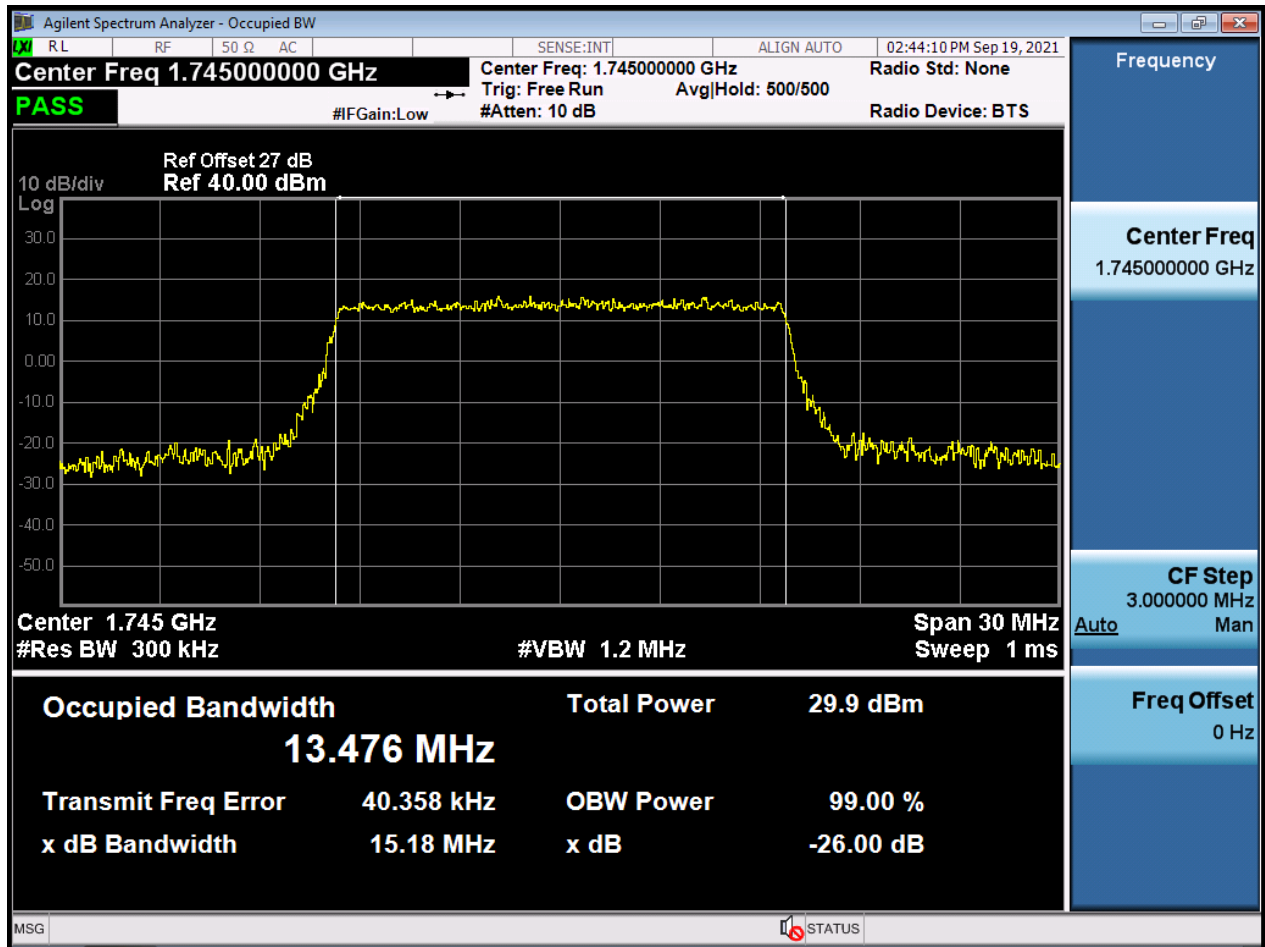 Agilent Spectrum Analyzer - Occupied BW
LXI RL RF 50 Ω AC SENSE:INT ALIGN AUTO 02:44:10 PM Sep 19, 2021
Center Freq 1.745000000 GHz
Center Freq: 1.745000000 GHz Radio Std: None
Trig: Free Run Avg|Hold: 500/500
PASS
#IFGain:Low #Atten: 10 dB Radio Device: BTS
Ref Offset 27 dB
10 dB/div Ref 40.00 dBm
Log
30.0
20.0
10.0
0.00
-10.0
-20.0
-30.0
-40.0
-50.0
Center 1.745 GHz Span 30 MHz
#Res BW 300 kHz #VBW 1.2 MHz Sweep 1 ms
Occupied Bandwidth Total Power 29.9 dBm
13.476 MHz
Transmit Freq Error 40.358 kHz OBW Power 99.00 %
x dB Bandwidth 15.18 MHz x dB -26.00 dB
MSG STATUS
Frequency
Center Freq
1.745000000 GHz
CF Step
3.000000 MHz
Auto Man
Freq Offset
0 Hz